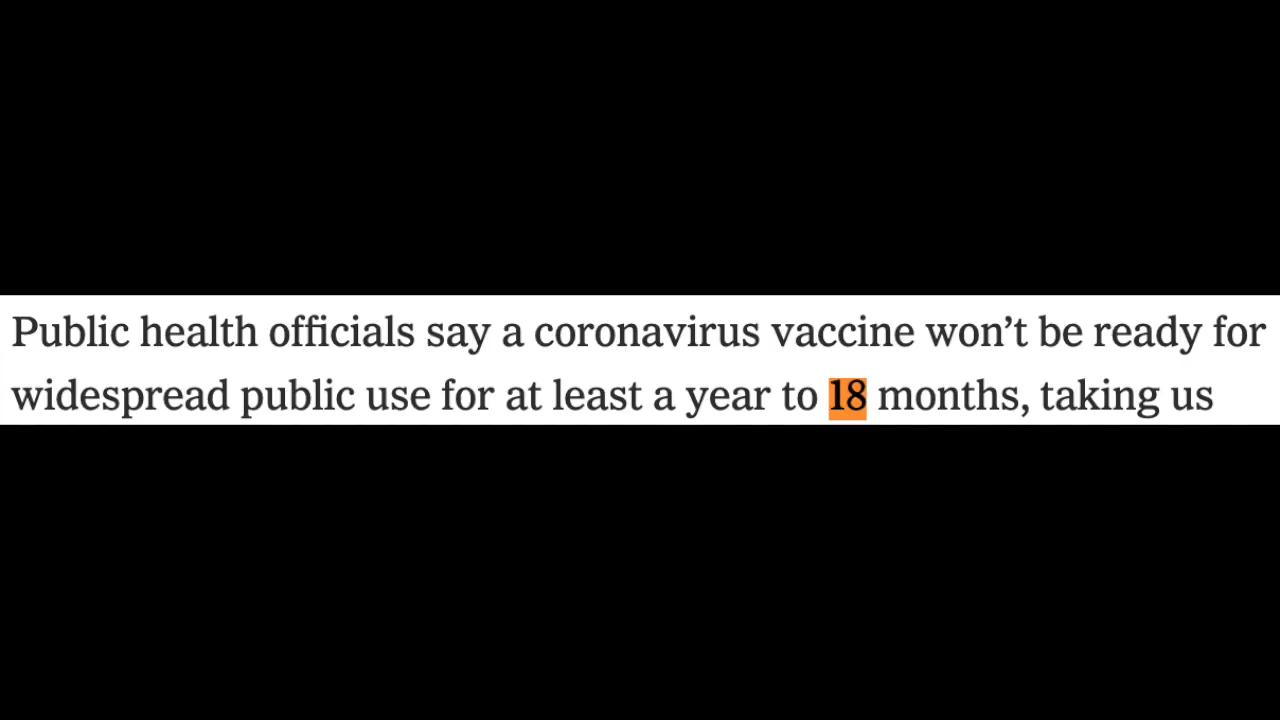 Public health officials say a coronavirus vaccine won’t be ready for
widespread public use for at least a year to 18 months, taking us